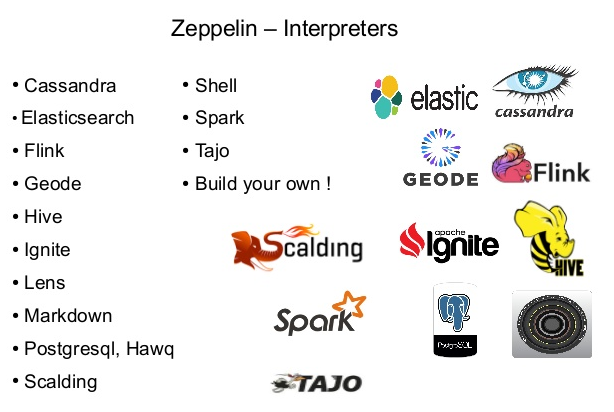 Zeppelin – Interpreters
• Cassandra
• Elasticsearch
• Flink
• Geode
• Hive
• Ignite
• Lens
• Markdown
• Postgresql, Hawq
• Scalding
• Shell
• Spark
• Tajo
• Build your own !
elastic
cassandra
GEODE
Flink
Scalding
apache
Ignite
HIVE
Spark
PostgreSQL
TAJO